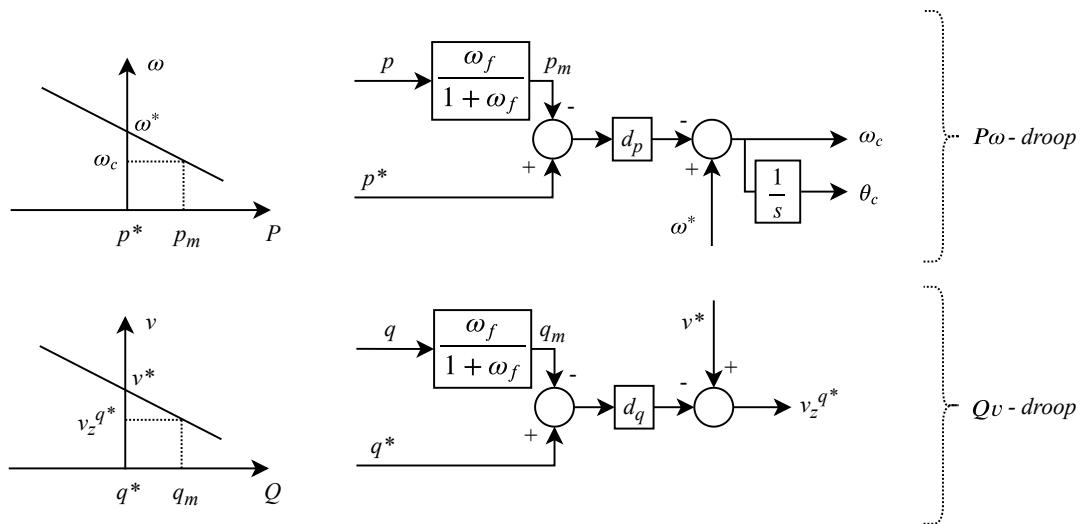 ω
ω*
ω_c
p*
p_m
P
p
ω_f
1 + ω_f
p_m
-
+
p*
d_p
-
+
ω*
1
s
ω_c
θ_c
Pω - droop
v
v*
v_z^{q*}
q*
q_m
Q
q
ω_f
1 + ω_f
q_m
-
+
q*
d_q
-
+
v*
v_z^{q*}
Qv - droop